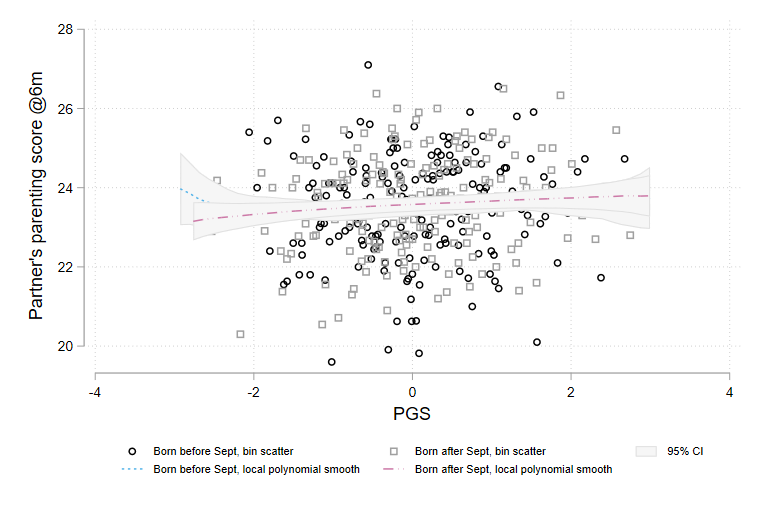 28
26
24
22
20
Partner's parenting score @6m
-4 -2 0 2 4
PGS
Born before Sept, bin scatter Born after Sept, bin scatter 95% CI
Born before Sept, local polynomial smooth Born after Sept, local polynomial smooth